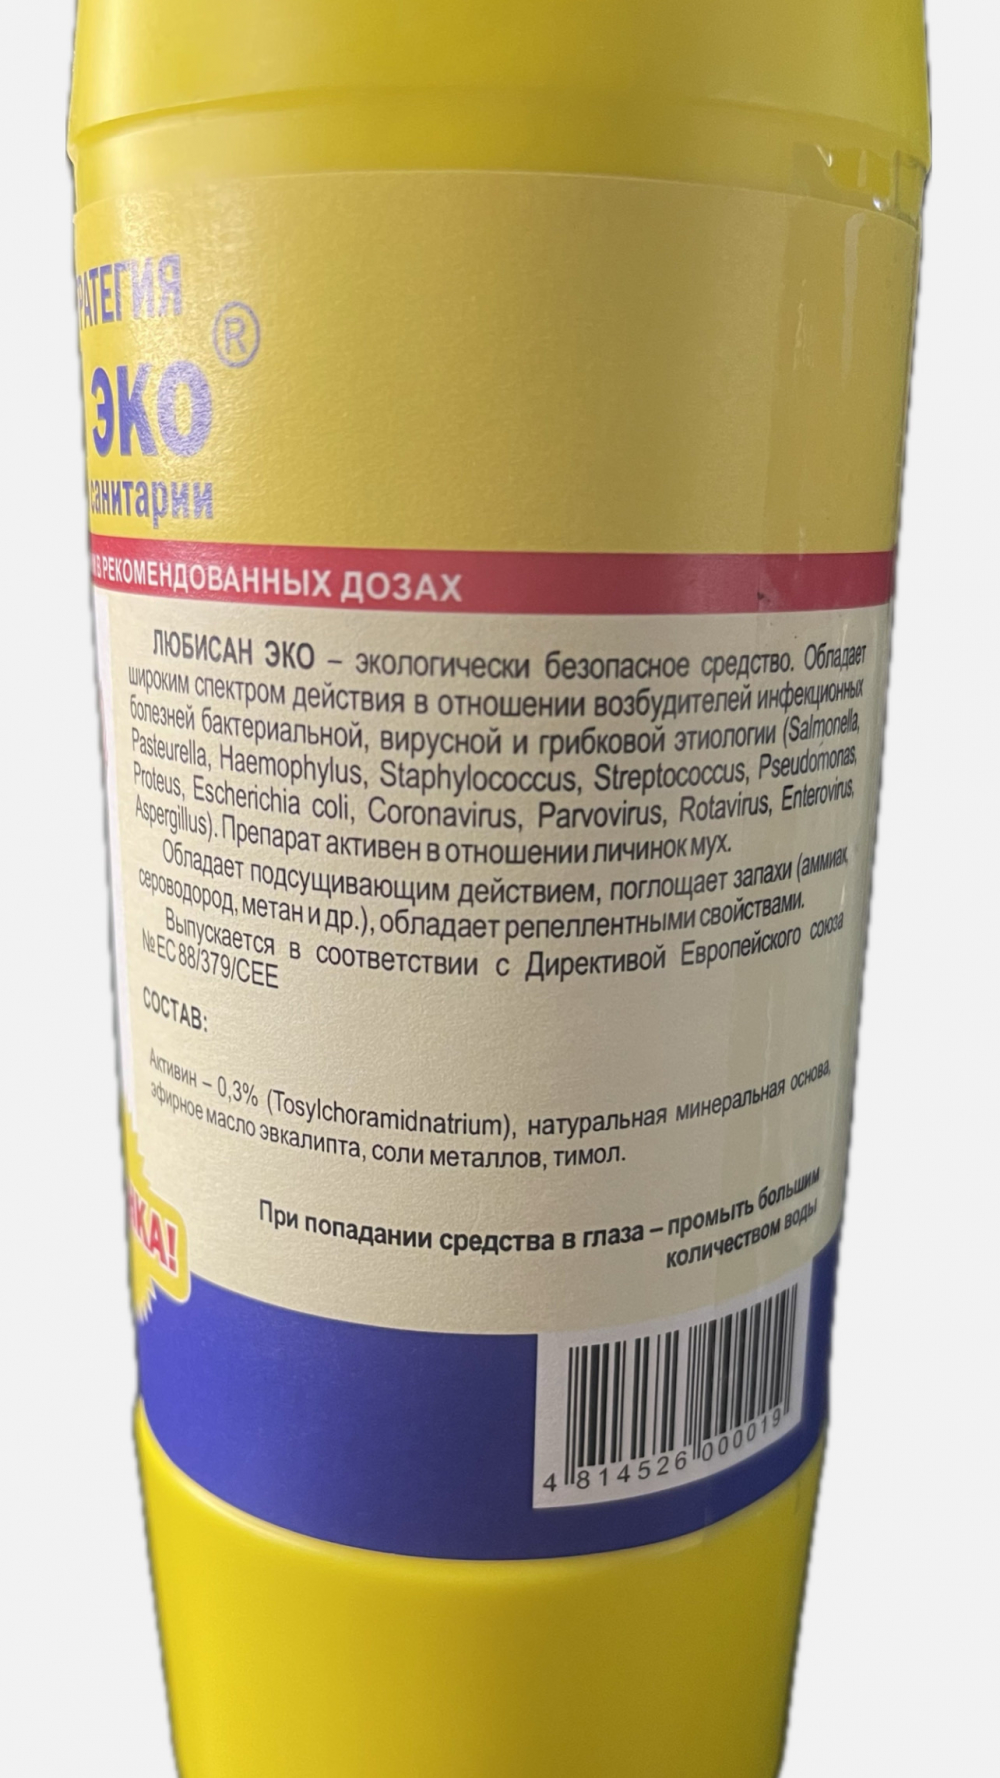 РАТЕГИЯ
ЭКО®
санитарии
В РЕКОМЕНДОВАННЫХ ДОЗАХ
ЛЮБИСАН ЭКО – экологически безопасное средство. Обладает
широким спектром действия в отношении возбудителей инфекционных
болезней бактериальной, вирусной и грибковой этиологии (Salmonella,
Pasteurella, Haemophylus, Staphylococcus, Streptococcus, Pseudomonas,
Proteus, Escherichia coli, Coronavirus, Parvovirus, Rotavirus, Enterovirus,
Aspergillus). Препарат активен в отношении личинок мух.
Обладает подсушивающим действием, поглощает запахи (аммиак,
сероводород, метан и др.), обладает репеллентными свойствами.
Выпускается в соответствии с Директивой Европейского союза
№ЕС 88/379/СЕЕ
СОСТАВ:
Активин – 0,3% (Tosylchoramidnatrium), натуральная минеральная основа,
эфирное масло эвкалипта, соли металлов, тимол.
При попадании средства в глаза – промыть большим
количеством воды
КА!
4 814526 000019